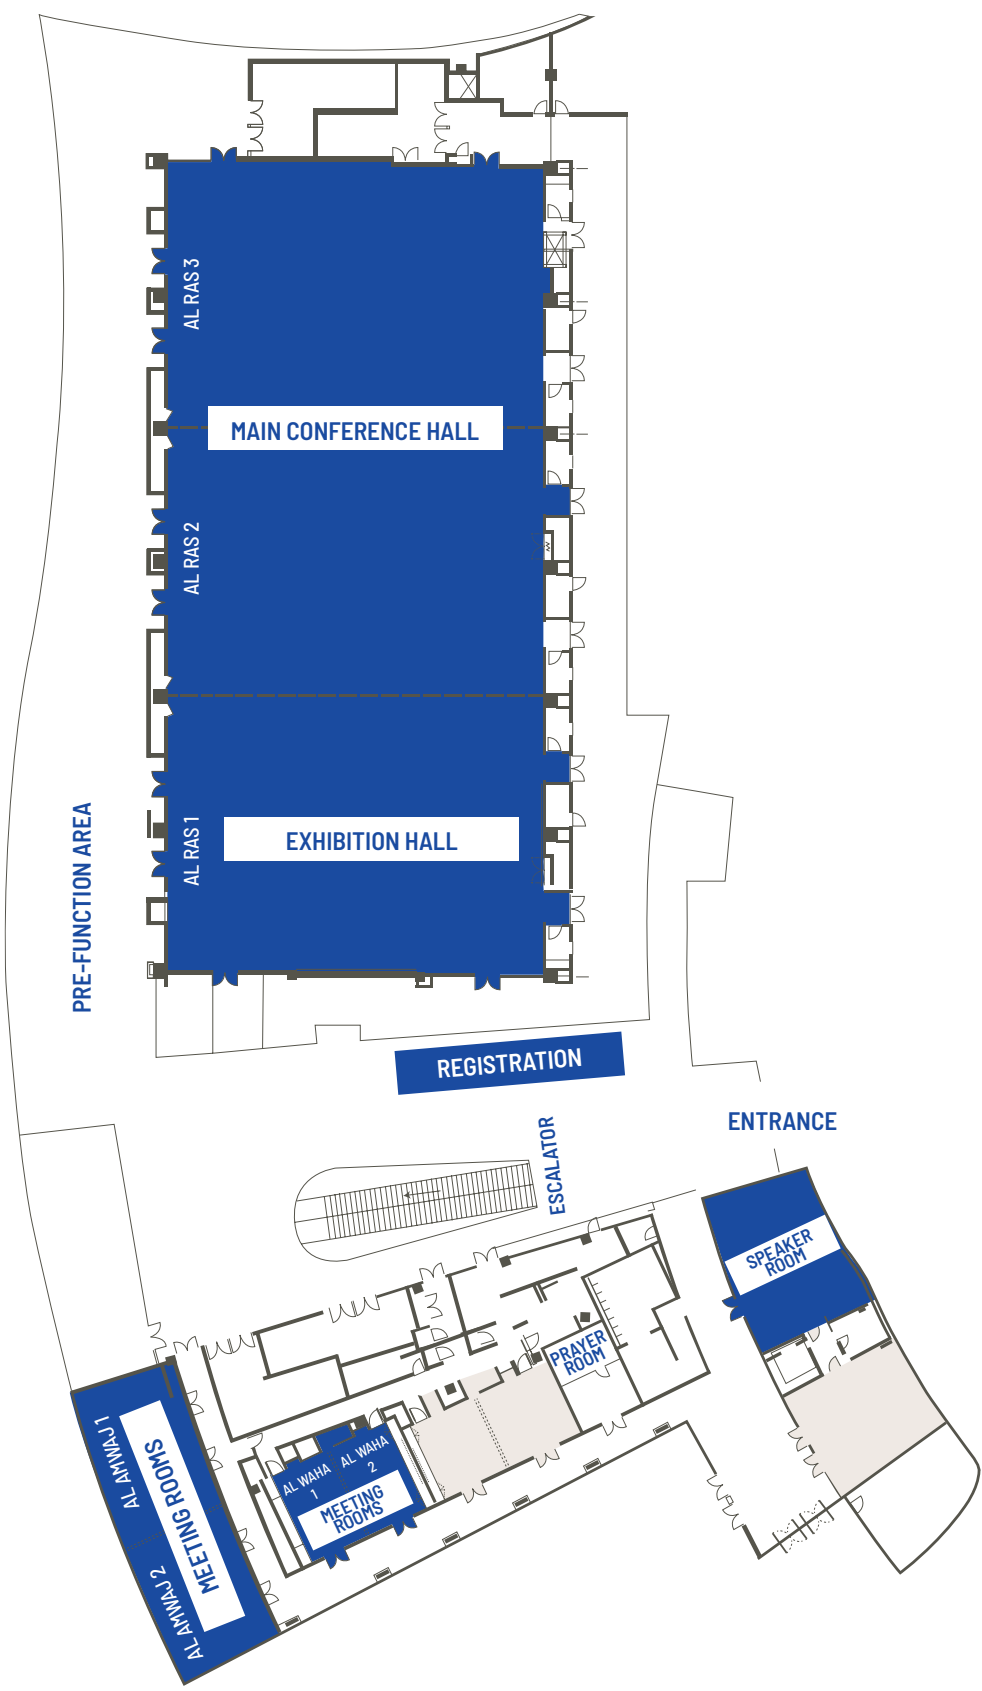 AL RAS 3
MAIN CONFERENCE HALL
AL RAS 2
EXHIBITION HALL
AL RAS 1
PRE-FUNCTION AREA
REGISTRATION
ENTRANCE
ESCALATOR
SPEAKER
ROOM
PRAYER
ROOM
AL AMWAJ 1
MEETING ROOMS
AL AMWAJ 2
AL WAHA
1
AL WAHA
2
MEETING
ROOMS